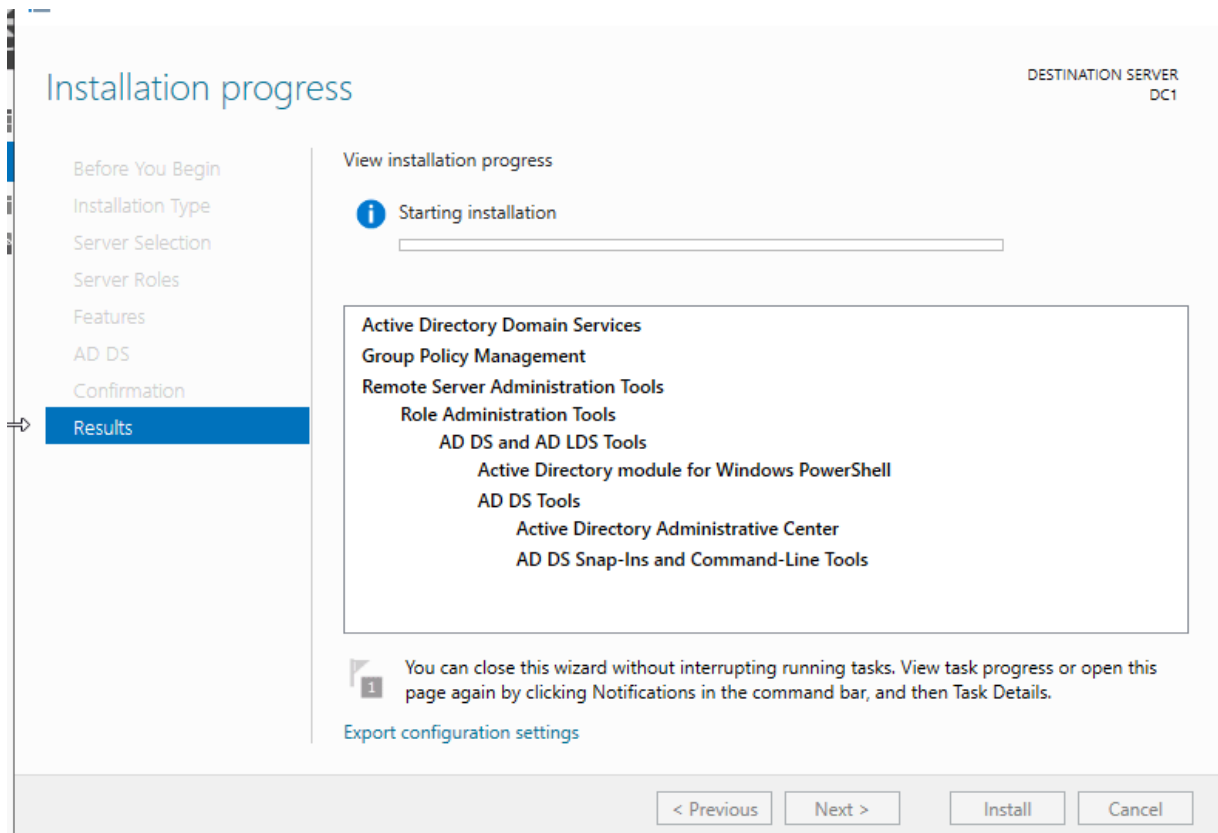 Installation progress
DESTINATION SERVER
DC1
Before You Begin
Installation Type
Server Selection
Server Roles
Features
AD DS
Confirmation
Results
View installation progress
Starting installation
Active Directory Domain Services
Group Policy Management
Remote Server Administration Tools
Role Administration Tools
AD DS and AD LDS Tools
Active Directory module for Windows PowerShell
AD DS Tools
Active Directory Administrative Center
AD DS Snap-Ins and Command-Line Tools
1
You can close this wizard without interrupting running tasks. View task progress or open this
page again by clicking Notifications in the command bar, and then Task Details.
Export configuration settings
< Previous
Next >
Install
Cancel